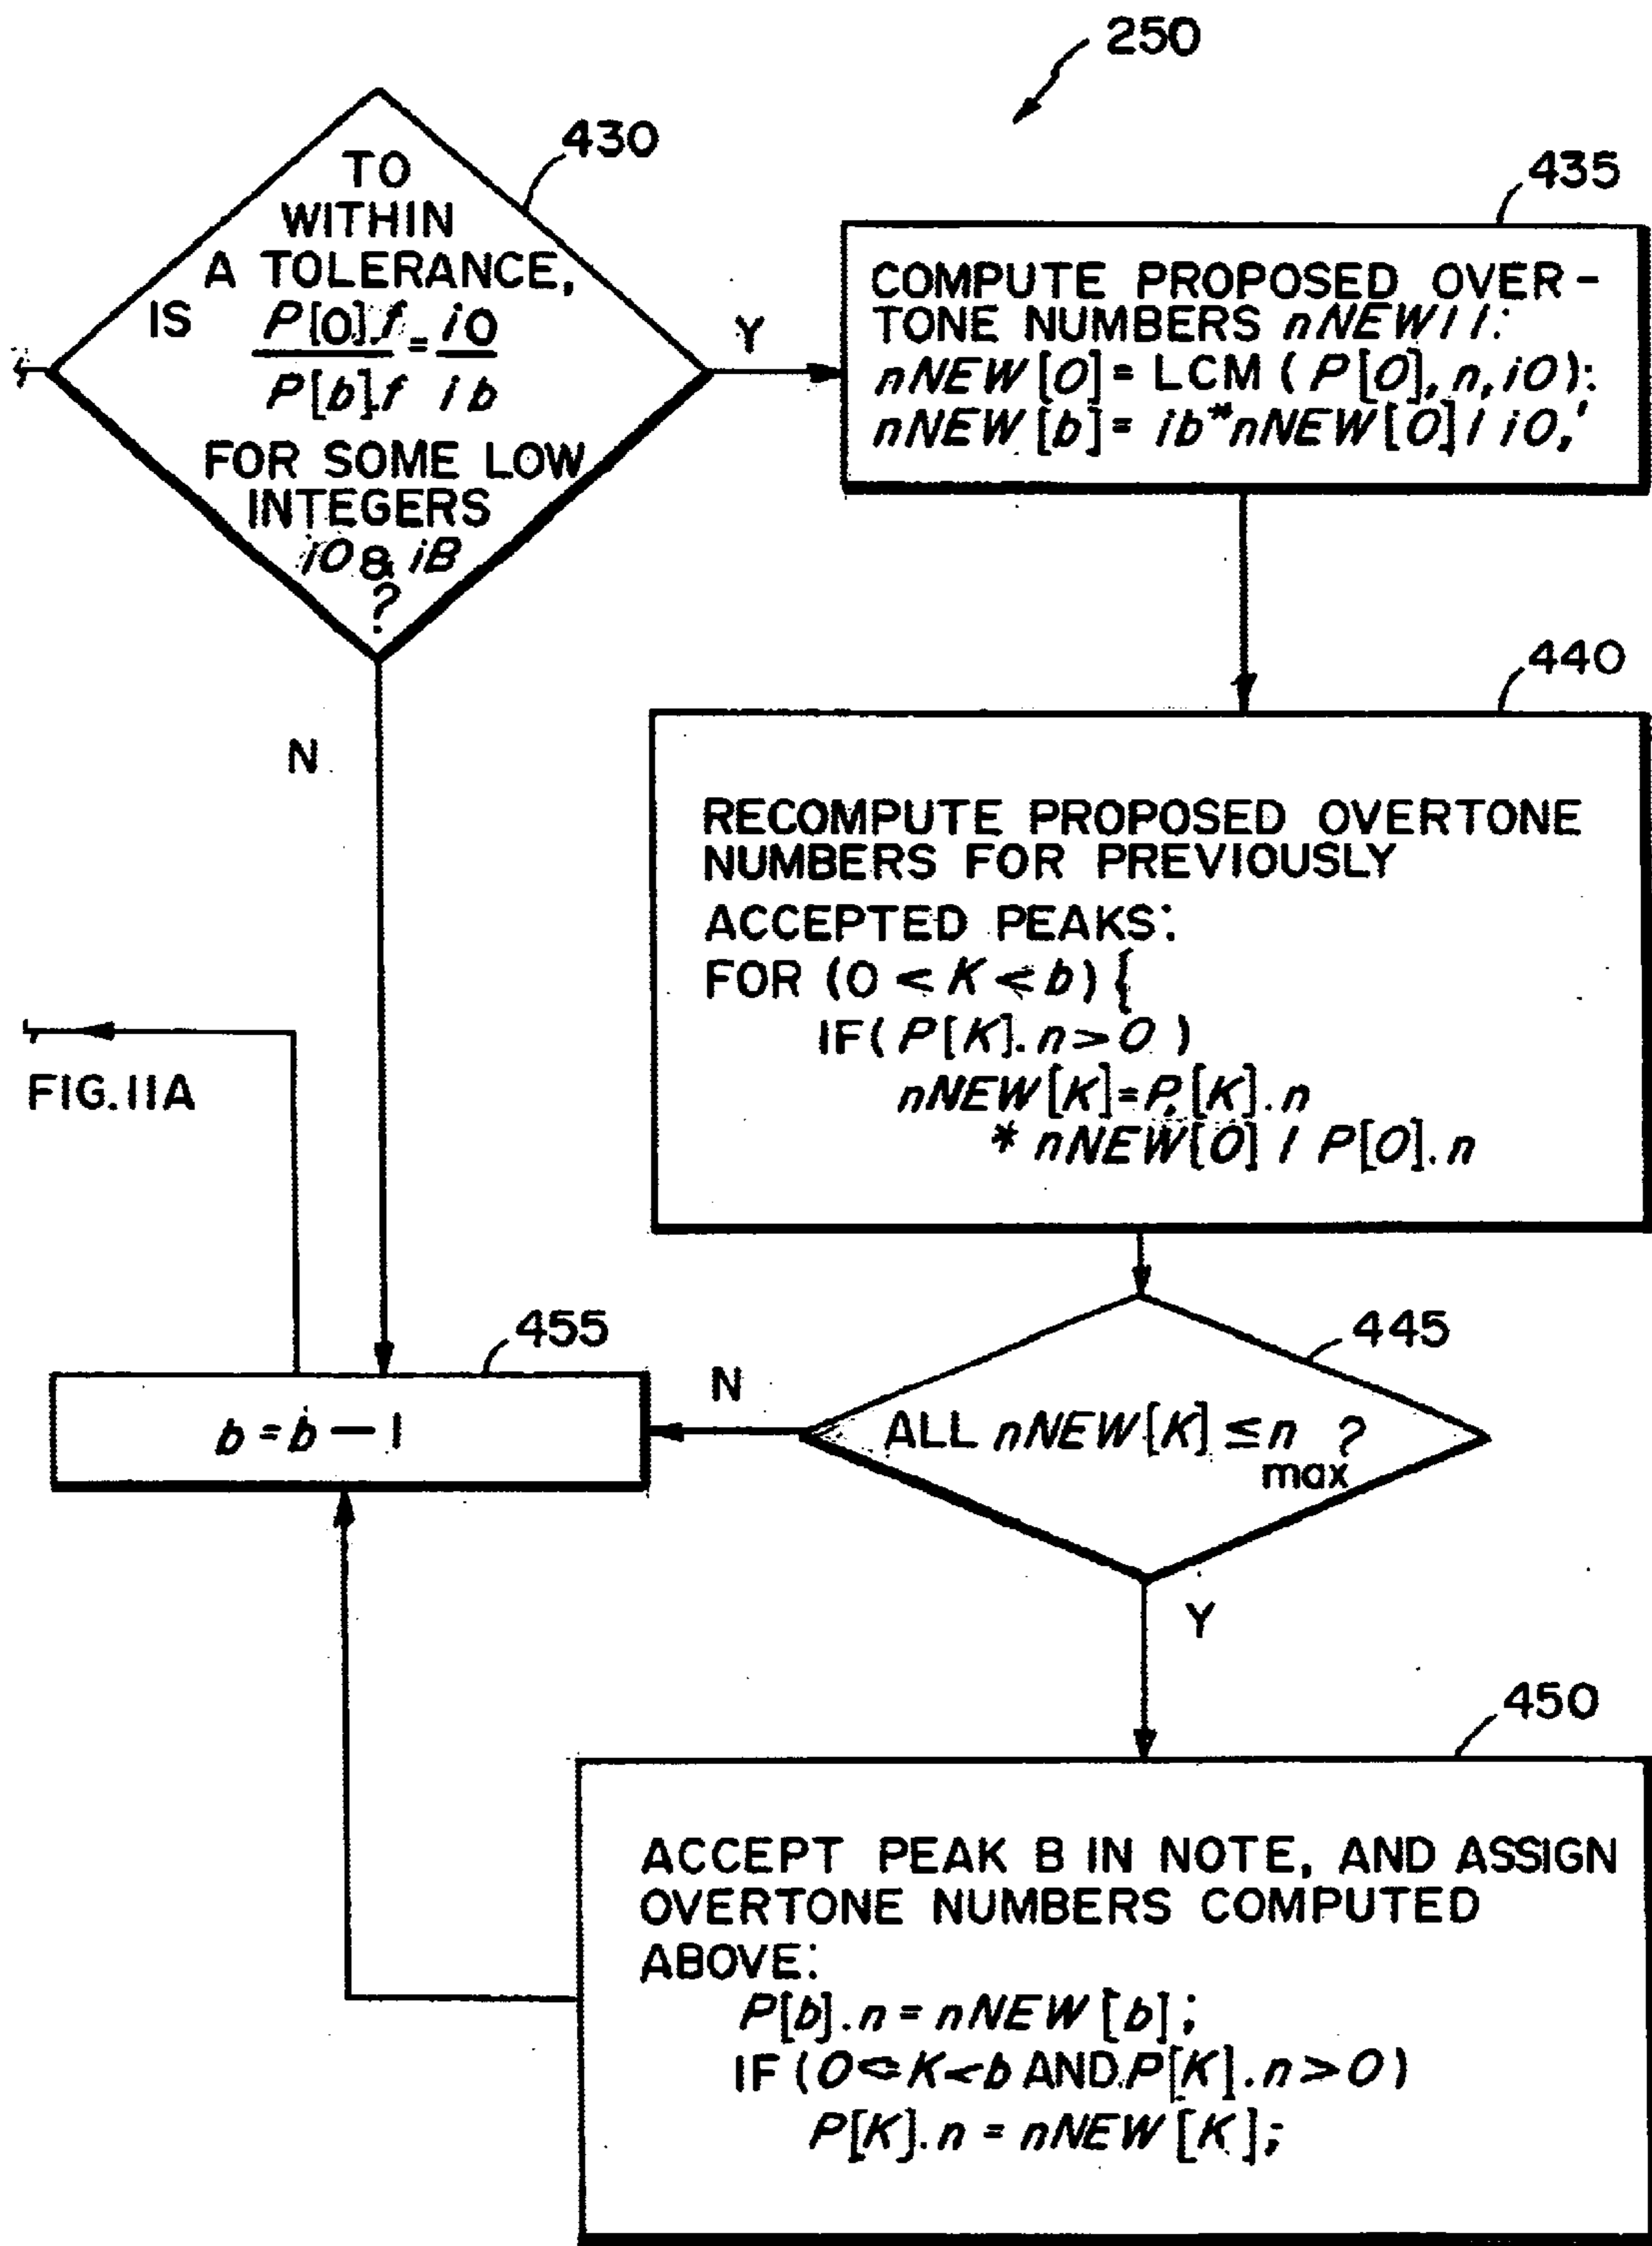 250
430
TO
WITHIN
A TOLERANCE,
IS P[0].f / P[b].f = i0 / ib
FOR SOME LOW
INTEGERS
i0 & iB
?
Y
N
435
COMPUTE PROPOSED OVER-
TONE NUMBERS nNEW[]:
nNEW[0] = LCM (P[0],n,i0):
nNEW[b] = ib*nNEW[0] / i0,'
440
RECOMPUTE PROPOSED OVERTONE
NUMBERS FOR PREVIOUSLY
ACCEPTED PEAKS:
FOR (0 < K < b) {
IF( P[K].n > 0 )
nNEW[K]=P,[K].n
* nNEW[0] / P[0].n
FIG.11A
455
b = b − 1
N
445
ALL nNEW[K] ≤ n max ?
Y
450
ACCEPT PEAK B IN NOTE, AND ASSIGN
OVERTONE NUMBERS COMPUTED
ABOVE:
P[b].n = nNEW[b];
IF (0 <= K < b AND.P[K].n > 0)
P[K].n = nNEW[K];